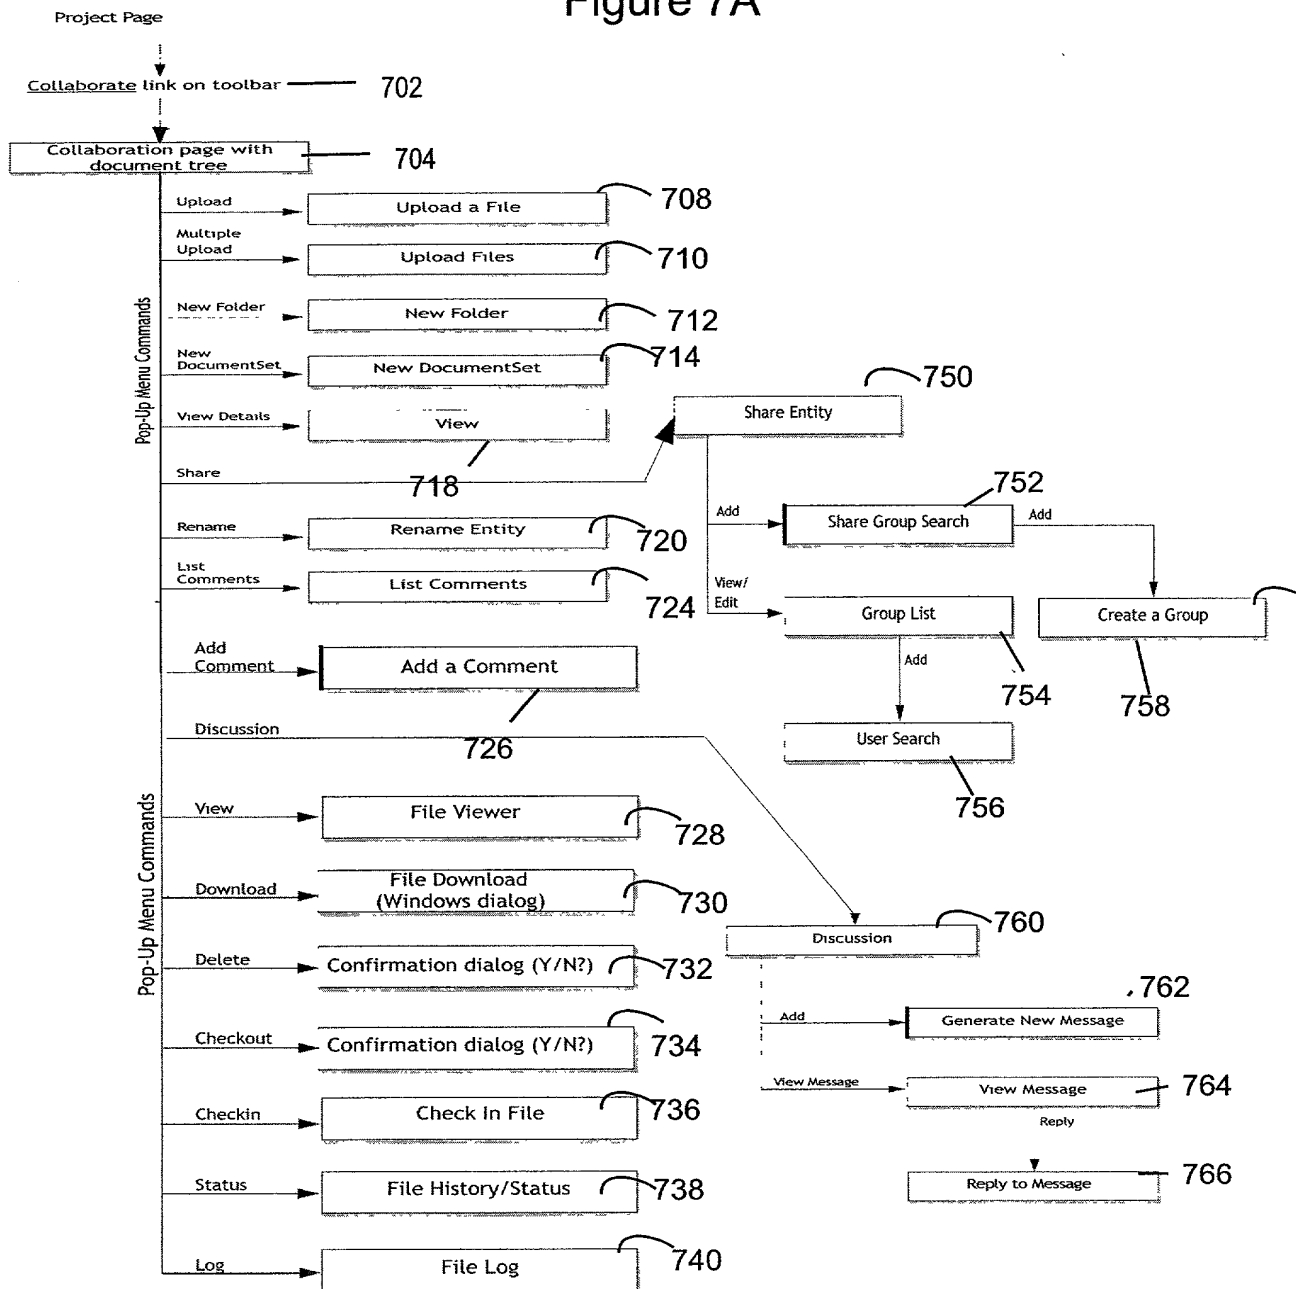 Figure 7A
Project Page
Collaborate link on toolbar
702
Collaboration page with
document tree
704
Pop-Up Menu Commands
Upload
Upload a File
708
Multiple
Upload
Upload Files
710
New Folder
New Folder
712
New
DocumentSet
New DocumentSet
714
View Details
View
718
Share
Share Entity
750
Add
Share Group Search
752
Add
Create a Group
758
View/
Edit
Group List
754
Add
User Search
756
Rename
Rename Entity
720
List
Comments
List Comments
724
Add
Comment
Add a Comment
726
Discussion
Pop-Up Menu Commands
View
File Viewer
728
Download
File Download
(Windows dialog)
730
Delete
Confirmation dialog (Y/N?)
732
Checkout
Confirmation dialog (Y/N?)
734
Checkin
Check In File
736
Status
File History/Status
738
Log
File Log
740
Discussion
760
Add
Generate New Message
762
View Message
View Message
764
Reply
Reply to Message
766